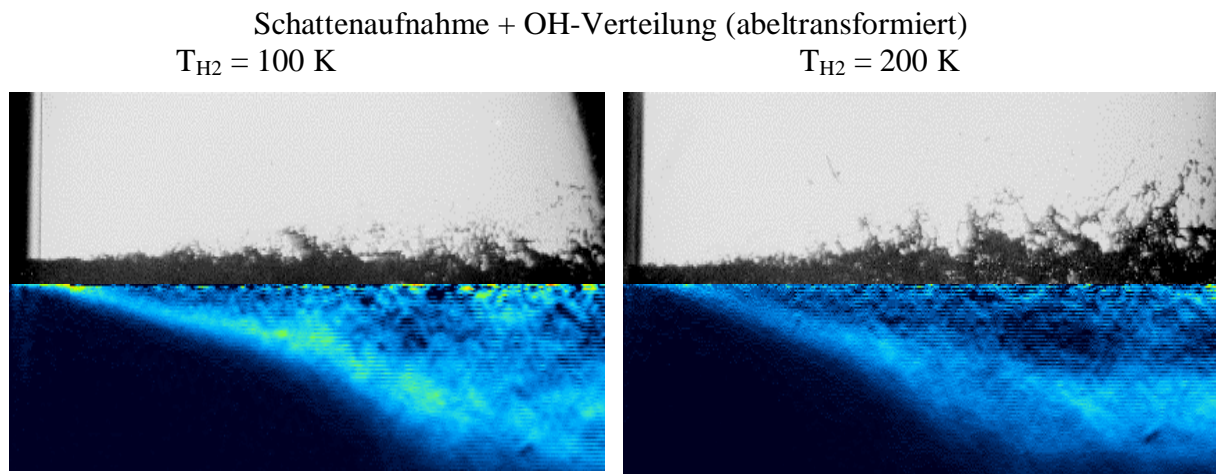 Schattenaufnahme + OH-Verteilung (abeltransformiert)
T_H2 = 100 K T_H2 = 200 K